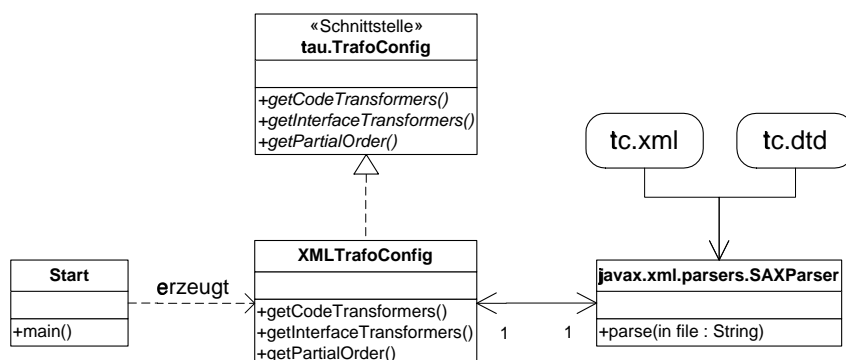 «Schnittstelle»
tau.TrafoConfig
+getCodeTransformers()
+getInterfaceTransformers()
+getPartialOrder()
tc.xml
tc.dtd
Start
+main()
erzeugt
XMLTrafoConfig
+getCodeTransformers()
+getInterfaceTransformers()
+getPartialOrder()
1
1
javax.xml.parsers.SAXParser
+parse(in file : String)